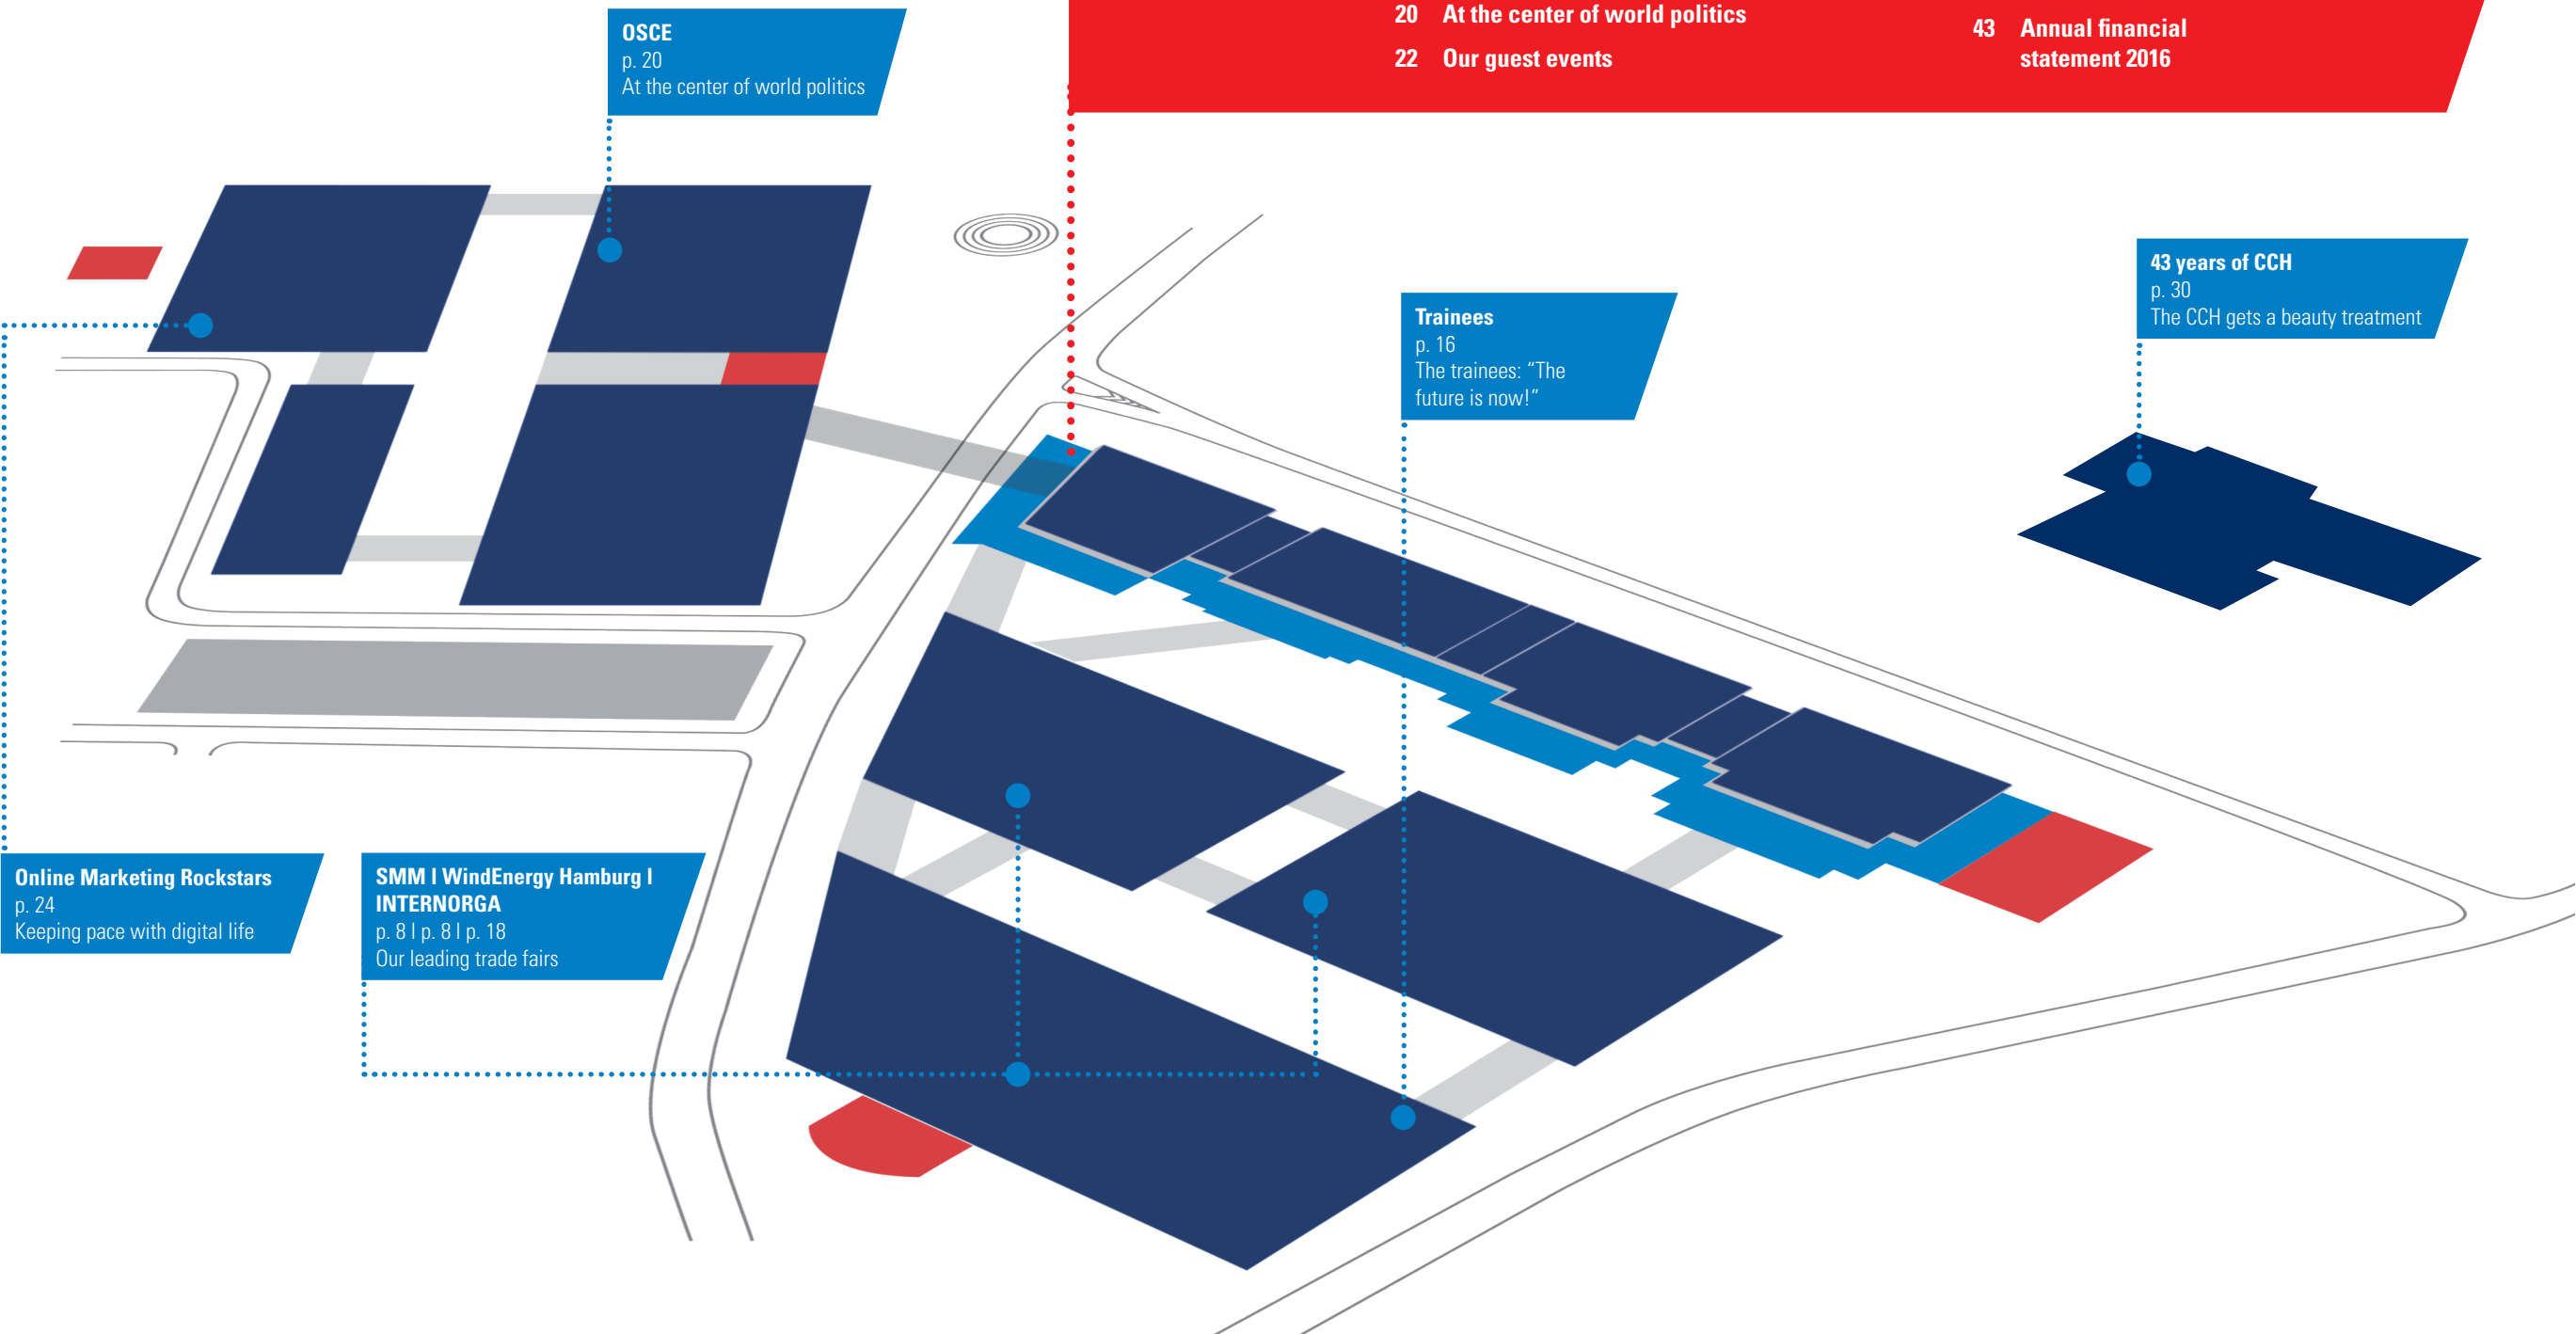 20 At the center of world politics
22 Our guest events
43 Annual financial
statement 2016
OSCE
p. 20
At the center of world politics
43 years of CCH
p. 30
The CCH gets a beauty treatment
Trainees
p. 16
The trainees: “The
future is now!”
Online Marketing Rockstars
p. 24
Keeping pace with digital life
SMM I WindEnergy Hamburg I
INTERNORGA
p. 8 I p. 8 I p. 18
Our leading trade fairs